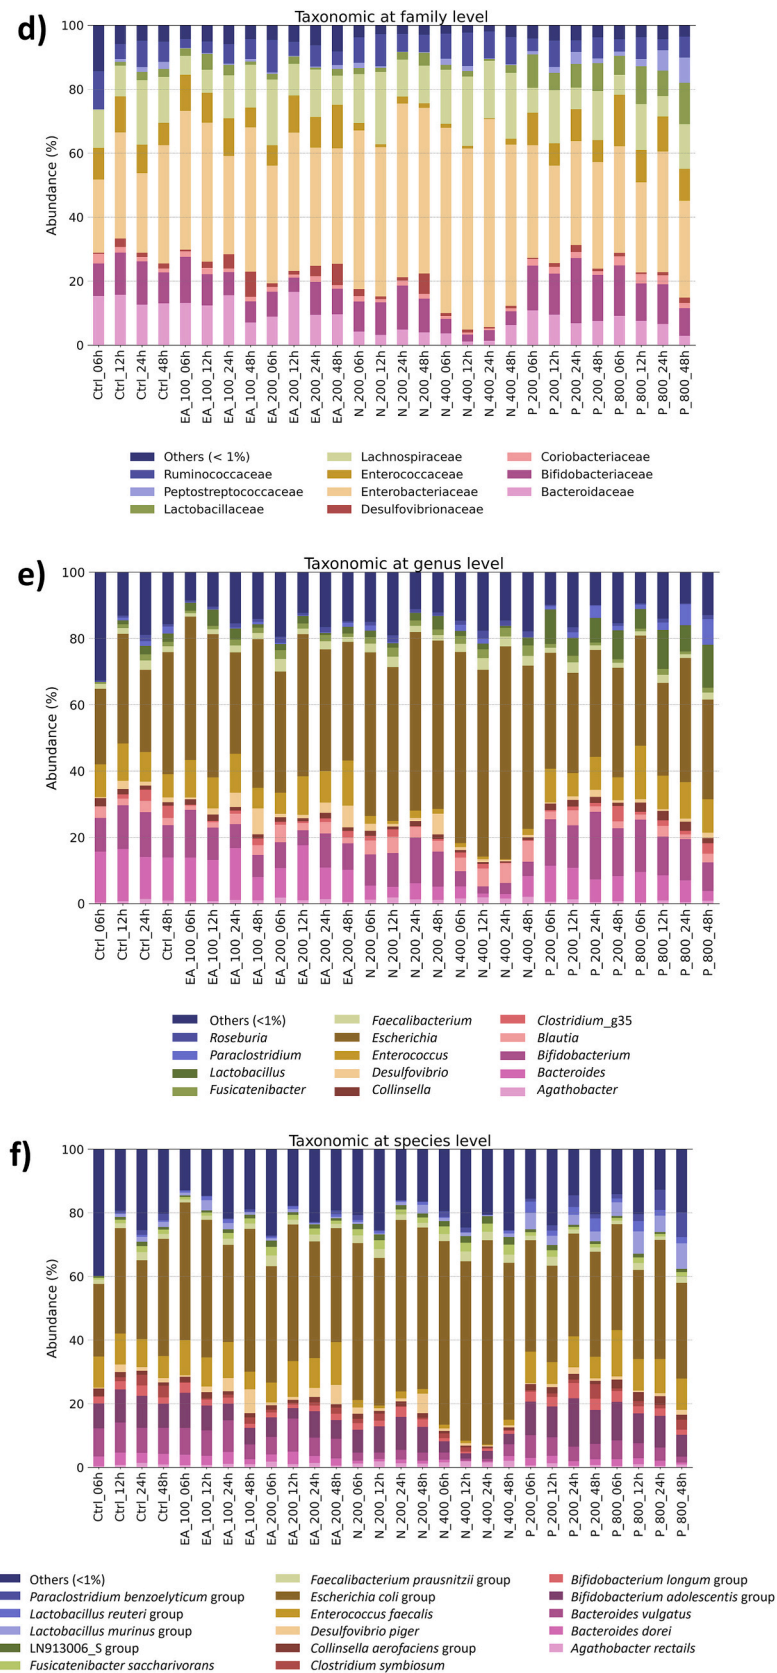 d)
Taxonomic at family level
Abundance (%)
100
80
60
40
20
0
Ctrl_06h
Ctrl_12h
Ctrl_24h
Ctrl_48h
EA_100_06h
EA_100_12h
EA_100_24h
EA_100_48h
EA_200_06h
EA_200_12h
EA_200_24h
EA_200_48h
N_200_06h
N_200_12h
N_200_24h
N_200_48h
N_400_06h
N_400_12h
N_400_24h
N_400_48h
P_200_06h
P_200_12h
P_200_24h
P_200_48h
P_800_06h
P_800_12h
P_800_24h
P_800_48h
Others (< 1%)
Ruminococcaceae
Peptostreptococcaceae
Lactobacillaceae
Lachnospiraceae
Enterococcaceae
Enterobacteriaceae
Desulfovibrionaceae
Coriobacteriaceae
Bifidobacteriaceae
Bacteroidaceae
e)
Taxonomic at genus level
Abundance (%)
100
80
60
40
20
0
Ctrl_06h
Ctrl_12h
Ctrl_24h
Ctrl_48h
EA_100_06h
EA_100_12h
EA_100_24h
EA_100_48h
EA_200_06h
EA_200_12h
EA_200_24h
EA_200_48h
N_200_06h
N_200_12h
N_200_24h
N_200_48h
N_400_06h
N_400_12h
N_400_24h
N_400_48h
P_200_06h
P_200_12h
P_200_24h
P_200_48h
P_800_06h
P_800_12h
P_800_24h
P_800_48h
Others (<1%)
Roseburia
Paraclostridium
Lactobacillus
Fusicatenibacter
Faecalibacterium
Escherichia
Enterococcus
Desulfovibrio
Collinsella
Clostridium_g35
Blautia
Bifidobacterium
Bacteroides
Agathobacter
f)
Taxonomic at species level
Abundance (%)
100
80
60
40
20
0
Ctrl_06h
Ctrl_12h
Ctrl_24h
Ctrl_48h
EA_100_06h
EA_100_12h
EA_100_24h
EA_100_48h
EA_200_06h
EA_200_12h
EA_200_24h
EA_200_48h
N_200_06h
N_200_12h
N_200_24h
N_200_48h
N_400_06h
N_400_12h
N_400_24h
N_400_48h
P_200_06h
P_200_12h
P_200_24h
P_200_48h
P_800_06h
P_800_12h
P_800_24h
P_800_48h
Others (<1%)
Paraclostridium benzoelyticum group
Lactobacillus reuteri group
Lactobacillus murinus group
LN913006_S group
Fusicatenibacter saccharivorans
Faecalibacterium prausnitzii group
Escherichia coli group
Enterococcus faecalis
Desulfovibrio piger
Collinsella aerofaciens group
Clostridium symbiosum
Bifidobacterium longum group
Bifidobacterium adolescentis group
Bacteroides vulgatus
Bacteroides dorei
Agathobacter rectails